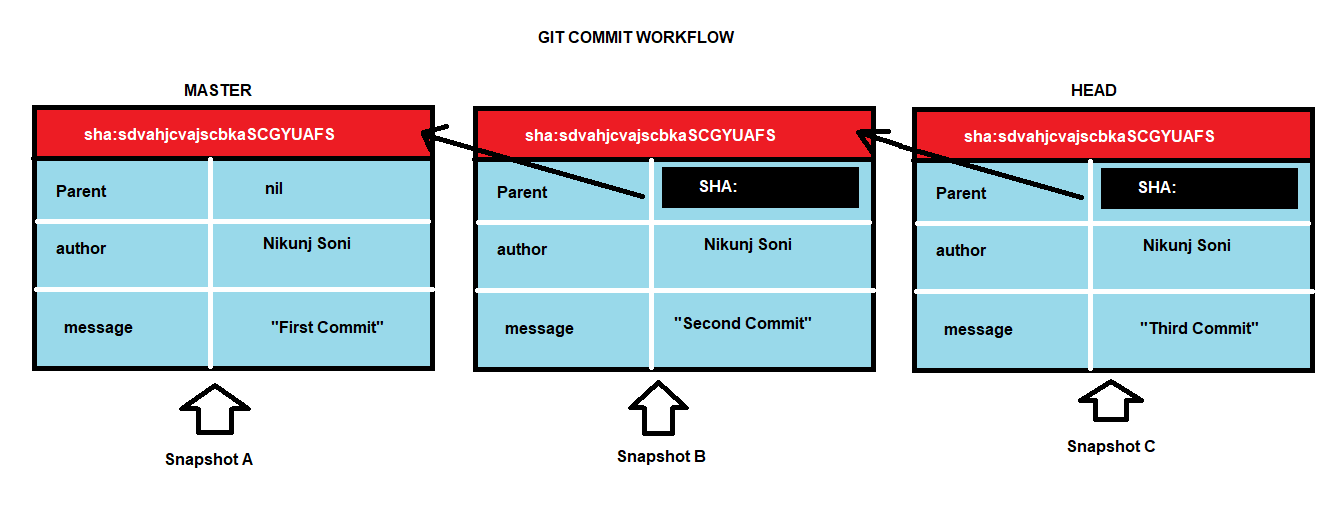 GIT COMMIT WORKFLOW
MASTER
HEAD
sha:sdvahjcvajscbkaSCGYUAFS
sha:sdvahjcvajscbkaSCGYUAFS
sha:sdvahjcvajscbkaSCGYUAFS
Parent
nil
Parent
SHA:
Parent
SHA:
author
Nikunj Soni
author
Nikunj Soni
author
Nikunj Soni
message
"First Commit"
message
"Second Commit"
message
"Third Commit"
Snapshot A
Snapshot B
Snapshot C